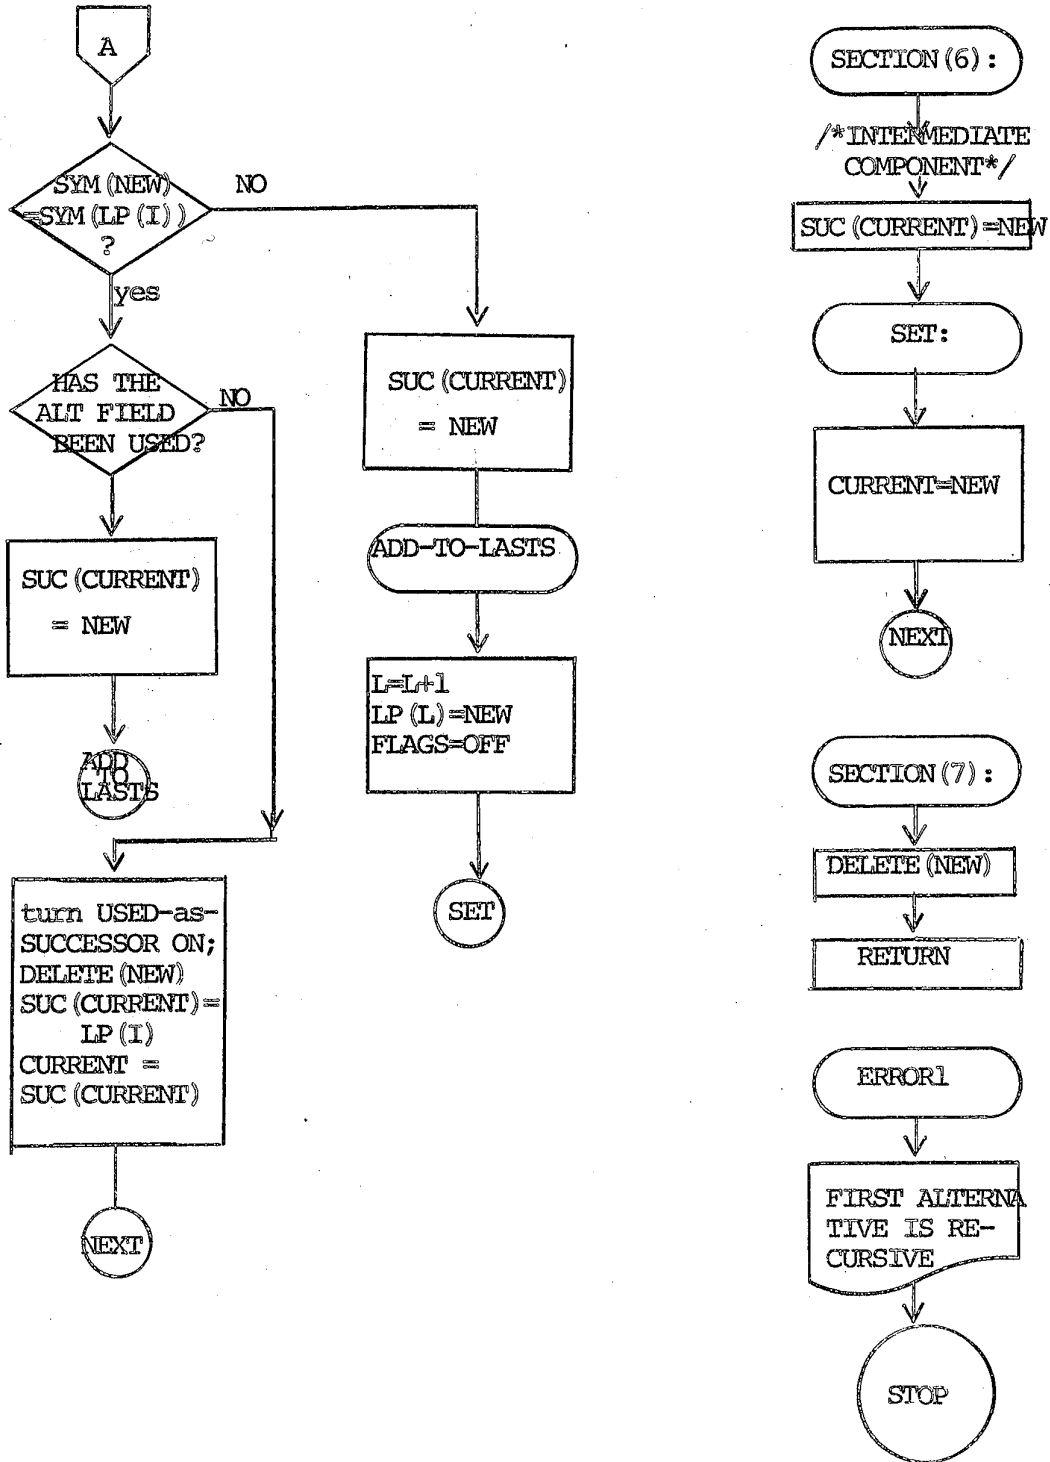 A
SYM(NEW)
=SYM(LP(I))
?
NO
yes
HAS THE
ALT FIELD
BEEN USED?
NO
SUC(CURRENT)
= NEW
ADD
TO
LASTS
turn USED-as-
SUCCESSOR ON;
DELETE(NEW)
SUC(CURRENT)=
LP(I)
CURRENT =
SUC(CURRENT)
NEXT
SUC(CURRENT)
= NEW
ADD-TO-LASTS
L=L+1
LP(L)=NEW
FLAGS=OFF
SET
SECTION(6):
/*INTERMEDIATE
COMPONENT*/
SUC(CURRENT)=NEW
SET:
CURRENT=NEW
NEXT
SECTION(7):
DELETE(NEW)
RETURN
ERROR1
FIRST ALTERNA
TIVE IS RE-
CURSIVE
STOP